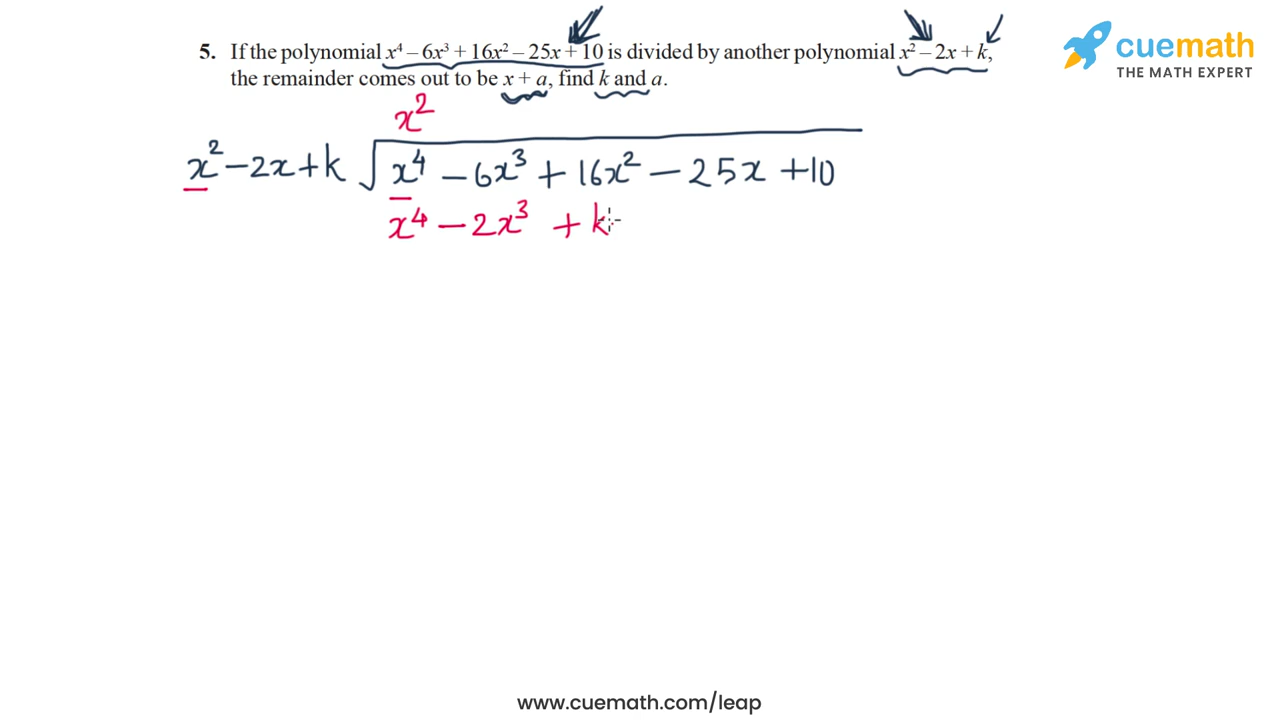 5. If the polynomial x⁴ – 6x³ + 16x² – 25x + 10 is divided by another polynomial x² – 2x + k,
the remainder comes out to be x + a, find k and a.
cuemath
THE MATH EXPERT
x²
x² – 2x + k √ x⁴ – 6x³ + 16x² – 25x + 10
x⁴ – 2x³ + k
www.cuemath.com/leap